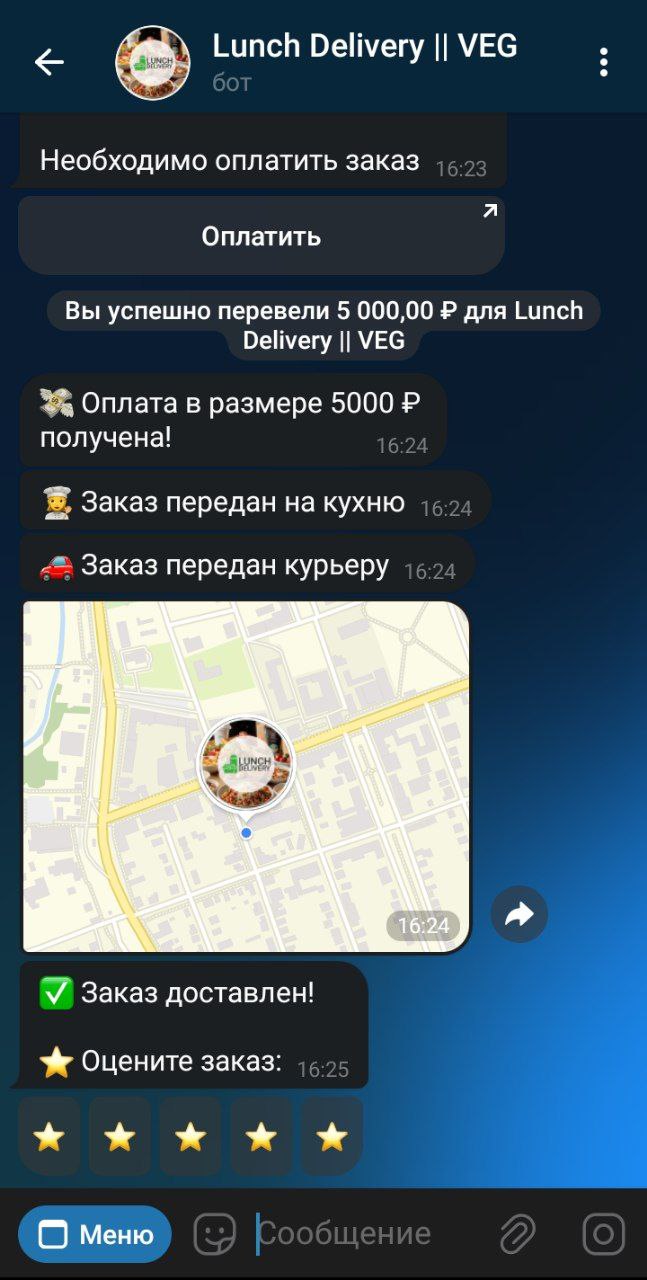 Lunch Delivery || VEG
бот
Необходимо оплатить заказ 16:23
Оплатить
Вы успешно перевели 5 000,00 ₽ для Lunch
Delivery || VEG
💸 Оплата в размере 5000 ₽
получена! 16:24
👩‍🍳 Заказ передан на кухню 16:24
🚗 Заказ передан курьеру 16:24
LUNCH
DELIVERY
16:24
✅ Заказ доставлен!
⭐ Оцените заказ: 16:25
⭐ ⭐ ⭐ ⭐ ⭐
Меню Сообщение